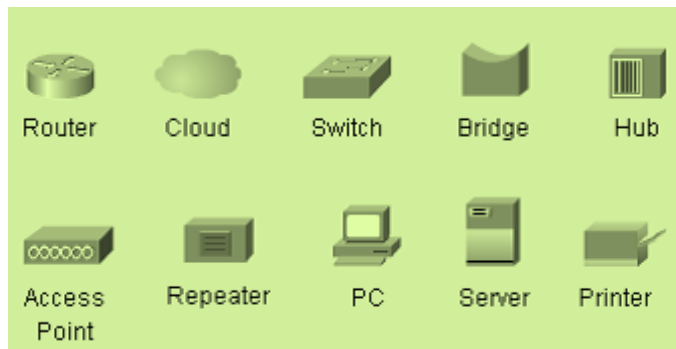 Router Cloud Switch Bridge Hub
Access Repeater PC Server Printer
Point